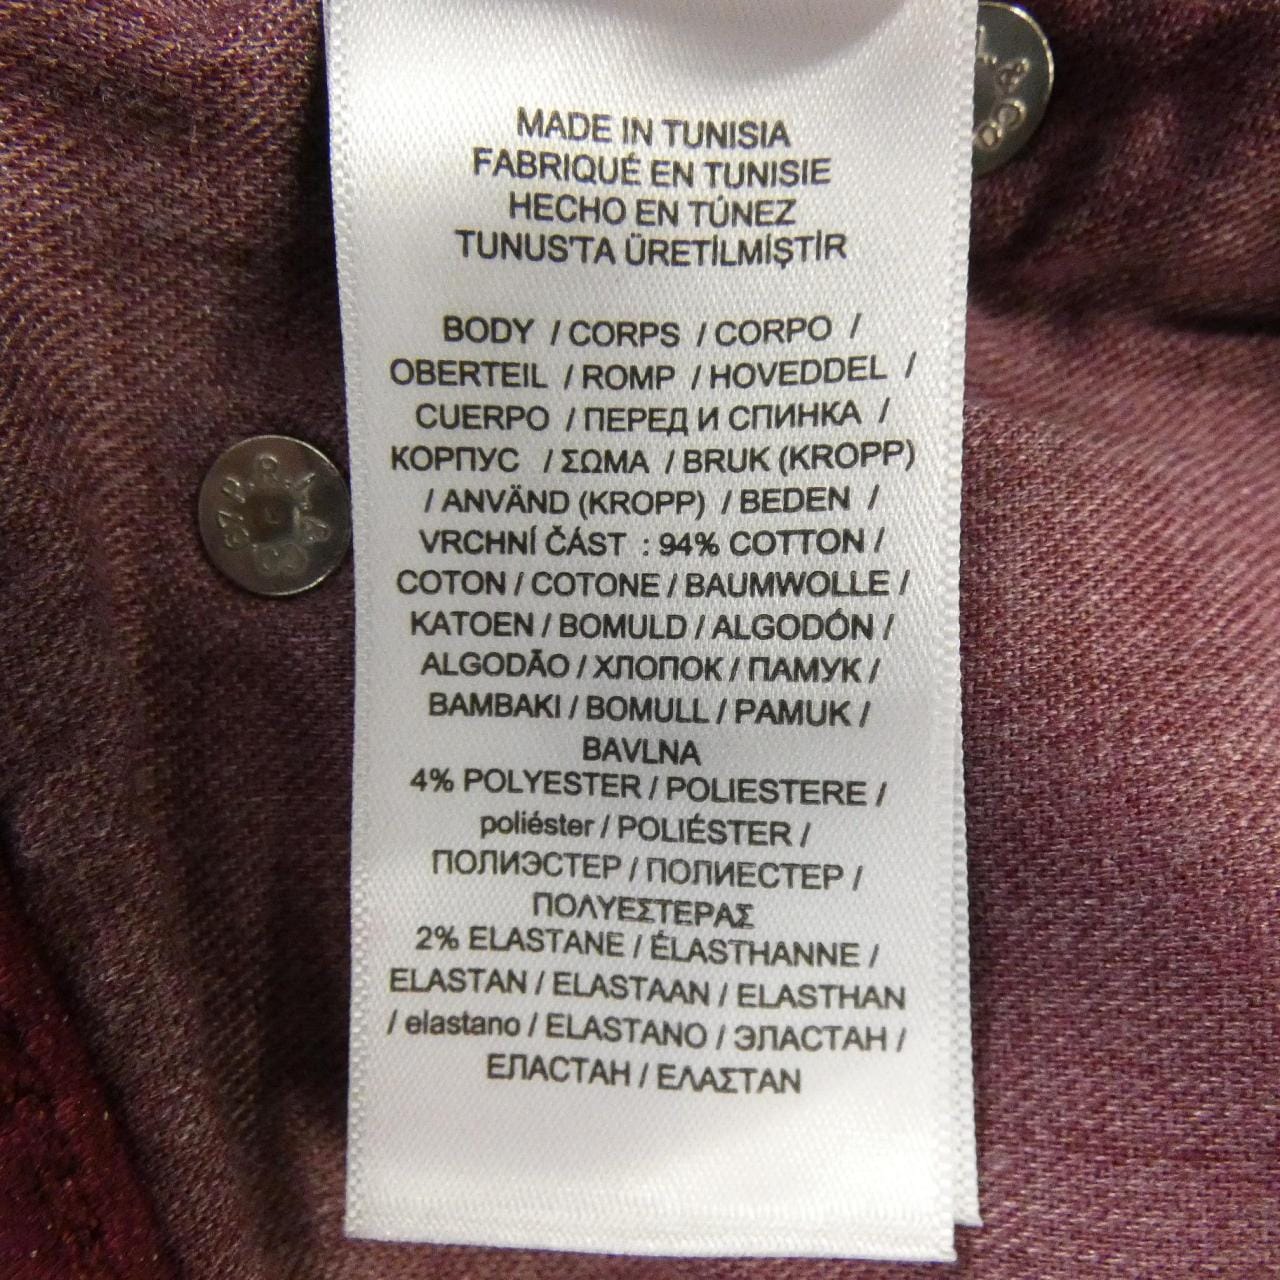 MADE IN TUNISIA
FABRIQUÉ EN TUNISIE
HECHO EN TÚNEZ
TUNUS'TA ÜRETİLMİŞTİR
BODY / CORPS / CORPO /
OBERTEIL / ROMP / HOVEDDEL /
CUERPO / ПЕРЕД И СПИНКА /
КОРПУС / ΣΩΜΑ / BRUK (KROPP)
/ ANVÄND (KROPP) / BEDEN /
VRCHNÍ ČÁST : 94% COTTON /
COTON / COTONE / BAUMWOLLE /
KATOEN / BOMULD / ALGODÓN /
ALGODÃO / ХЛОПОК / ПАМУК /
BAMBAKI / BOMULL / PAMUK /
BAVLNA
4% POLYESTER / POLIESTERE /
poliéster / POLIÉSTER /
ПОЛИЭСТЕР / ПОЛИЕСТЕР /
ΠΟΛΥΕΣΤΕΡΑΣ
2% ELASTANE / ÉLASTHANNE /
ELASTAN / ELASTAAN / ELASTHAN
/ elastano / ELASTANO / ЭЛАСТАН /
ЕЛАСТАН / ΕΛΑΣΤΑΝ